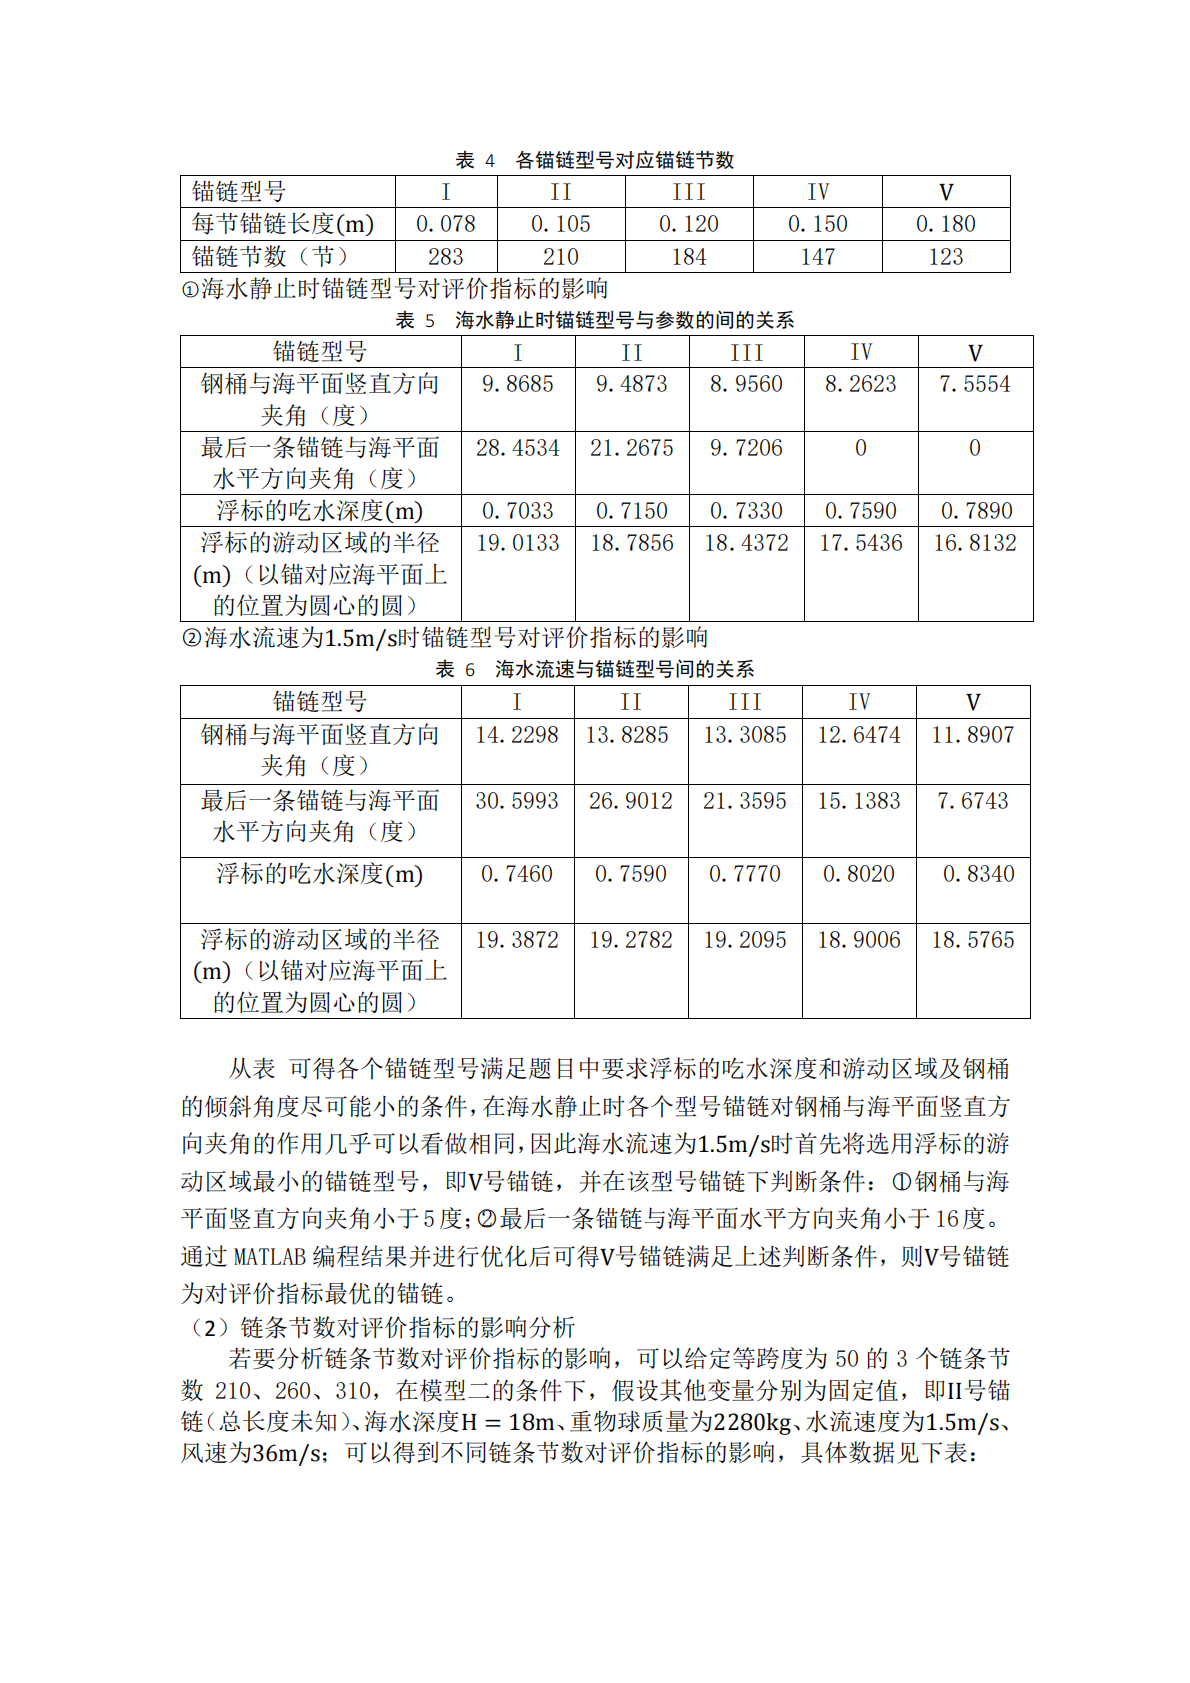 表 4 各锚链型号对应锚链节数
锚链型号 I II III IV V
每节锚链长度(m) 0.078 0.105 0.120 0.150 0.180
锚链节数（节） 283 210 184 147 123
①海水静止时锚链型号对评价指标的影响
表 5 海水静止时锚链型号与参数的间的关系
锚链型号 I II III IV V
钢桶与海平面竖直方向 9.8685 9.4873 8.9560 8.2623 7.5554
夹角（度）
最后一条锚链与海平面 28.4534 21.2675 9.7206 0 0
水平方向夹角（度）
浮标的吃水深度(m) 0.7033 0.7150 0.7330 0.7590 0.7890
浮标的游动区域的半径 19.0133 18.7856 18.4372 17.5436 16.8132
(m)（以锚对应海平面上
的位置为圆心的圆）
②海水流速为1.5m/s时锚链型号对评价指标的影响
表 6 海水流速与锚链型号间的关系
锚链型号 I II III IV V
钢桶与海平面竖直方向 14.2298 13.8285 13.3085 12.6474 11.8907
夹角（度）
最后一条锚链与海平面 30.5993 26.9012 21.3595 15.1383 7.6743
水平方向夹角（度）
浮标的吃水深度(m) 0.7460 0.7590 0.7770 0.8020 0.8340
浮标的游动区域的半径 19.3872 19.2782 19.2095 18.9006 18.5765
(m)（以锚对应海平面上
的位置为圆心的圆）
从表 可得各个锚链型号满足题目中要求浮标的吃水深度和游动区域及钢桶
的倾斜角度尽可能小的条件，在海水静止时各个型号锚链对钢桶与海平面竖直方
向夹角的作用几乎可以看做相同，因此海水流速为1.5m/s时首先将选用浮标的游
动区域最小的锚链型号，即V号锚链，并在该型号锚链下判断条件：①钢桶与海
平面竖直方向夹角小于5度；②最后一条锚链与海平面水平方向夹角小于16度。
通过 MATLAB 编程结果并进行优化后可得V号锚链满足上述判断条件，则V号锚链
为对评价指标最优的锚链。
（2）链条节数对评价指标的影响分析
若要分析链条节数对评价指标的影响，可以给定等跨度为 50 的 3 个链条节
数 210、260、310，在模型二的条件下，假设其他变量分别为固定值，即II号锚
链（总长度未知）、海水深度H = 18m、重物球质量为2280kg、水流速度为1.5m/s、
风速为36m/s；可以得到不同链条节数对评价指标的影响，具体数据见下表：